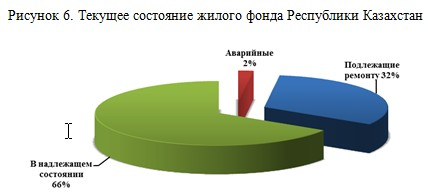 Рисунок 6. Текущее состояние жилого фонда Республики Казахстан
Аварийные
2%
Подлежащие
ремонту 32%
В надлежащем
состоянии
66%